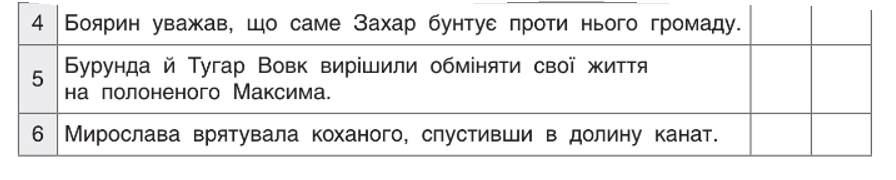 4 Боярин уважав, що саме Захар бунтує проти нього громаду.
5 Бурунда й Тугар Вовк вирішили обміняти свої життя
на полоненого Максима.
6 Мирослава врятувала коханого, спустивши в долину канат.